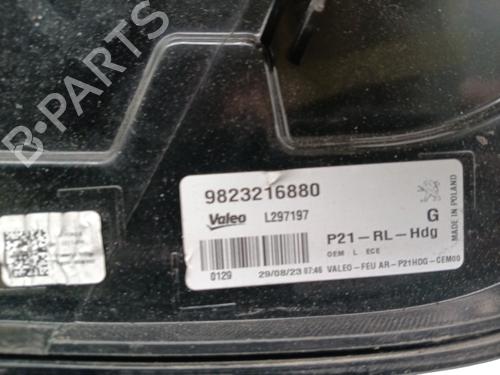 B-PARTS
9823216880
Valeo L297197 G
P21-RL-Hdg
OEM L ECE
MADE IN POLAND
0129 29/08/23 07:46 VALEO-FEU AR-P21HDG-CEM00